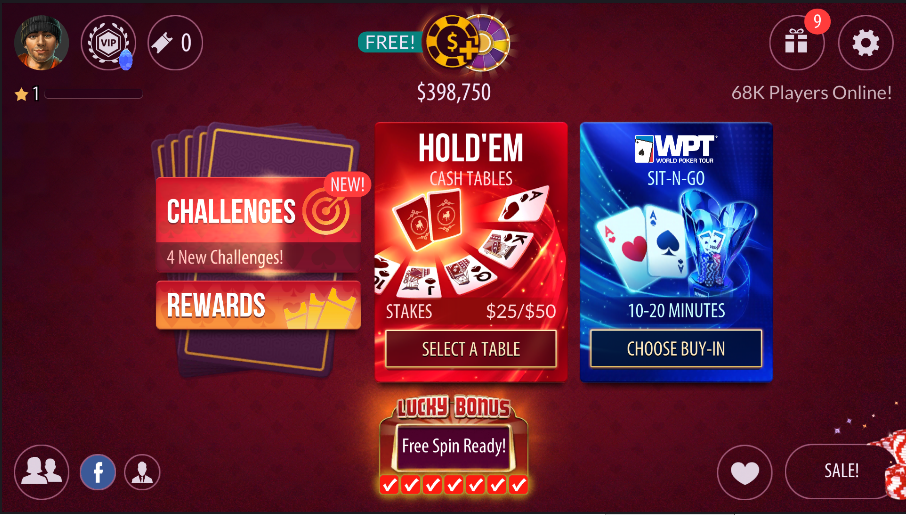 VIP
0
FREE!
$
9
1
$398,750
68K Players Online!
NEW!
CHALLENGES
4 New Challenges!
REWARDS
HOLD'EM
CASH TABLES
A
K
Q
J
10
STAKES $25/$50
SELECT A TABLE
WPT
WORLD POKER TOUR
SIT-N-GO
A
A
A
10-20 MINUTES
CHOOSE BUY-IN
LUCKY BONUS
Free Spin Ready!
f
SALE!